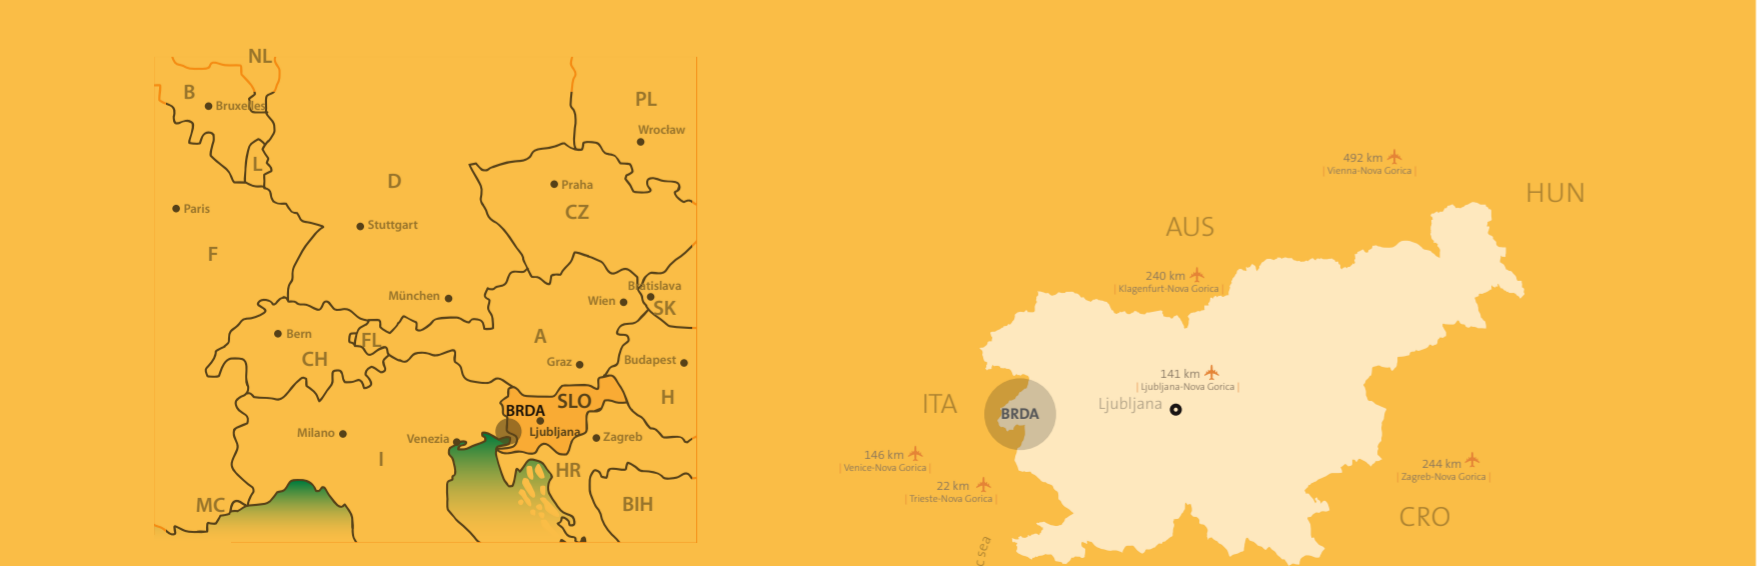 NL
B
Bruxelles
PL
Wrocław
L
D
Praha
CZ
Paris
Stuttgart
F
München
Bratislava
Wien
SK
Bern
FL
A
CH
Graz
Budapest
SLO
H
BRDA
Ljubljana
Milano
Venezia
Zagreb
I
HR
MC
BIH
492 km
| Vienna-Nova Gorica |
HUN
AUS
240 km
| Klagenfurt-Nova Gorica |
141 km
| Ljubljana-Nova Gorica |
Ljubljana
ITA
BRDA
146 km
| Venice-Nova Gorica |
22 km
| Trieste-Nova Gorica |
244 km
| Zagreb-Nova Gorica |
CRO
c sea